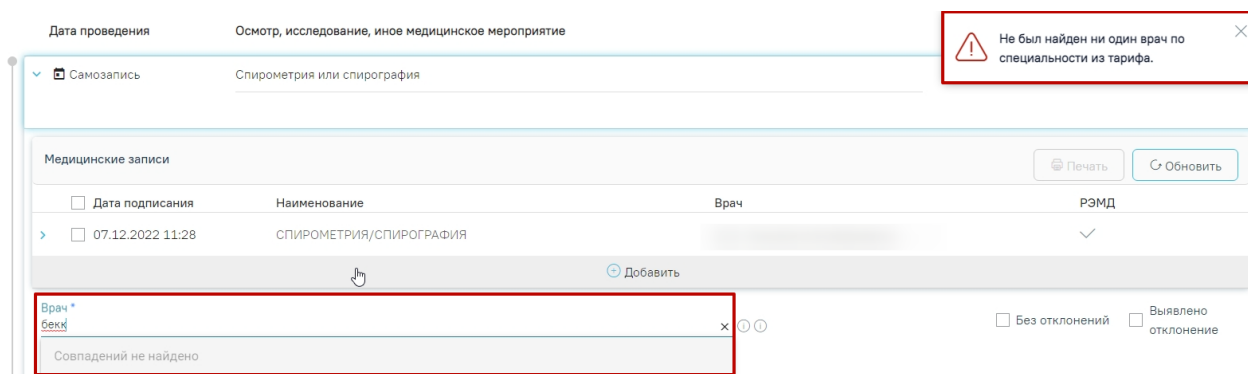 Дата проведения Осмотр, исследование, иное медицинское мероприятие
Не был найден ни один врач по
специальности из тарифа.
Самозапись Спирометрия или спирография
Медицинские записи Печать Обновить
Дата подписания Наименование Врач РЭМД
07.12.2022 11:28 СПИРОМЕТРИЯ/СПИРОГРАФИЯ
Добавить
Врач *
бекк
Без отклонений Выявлено
отклонение
Совпадений не найдено